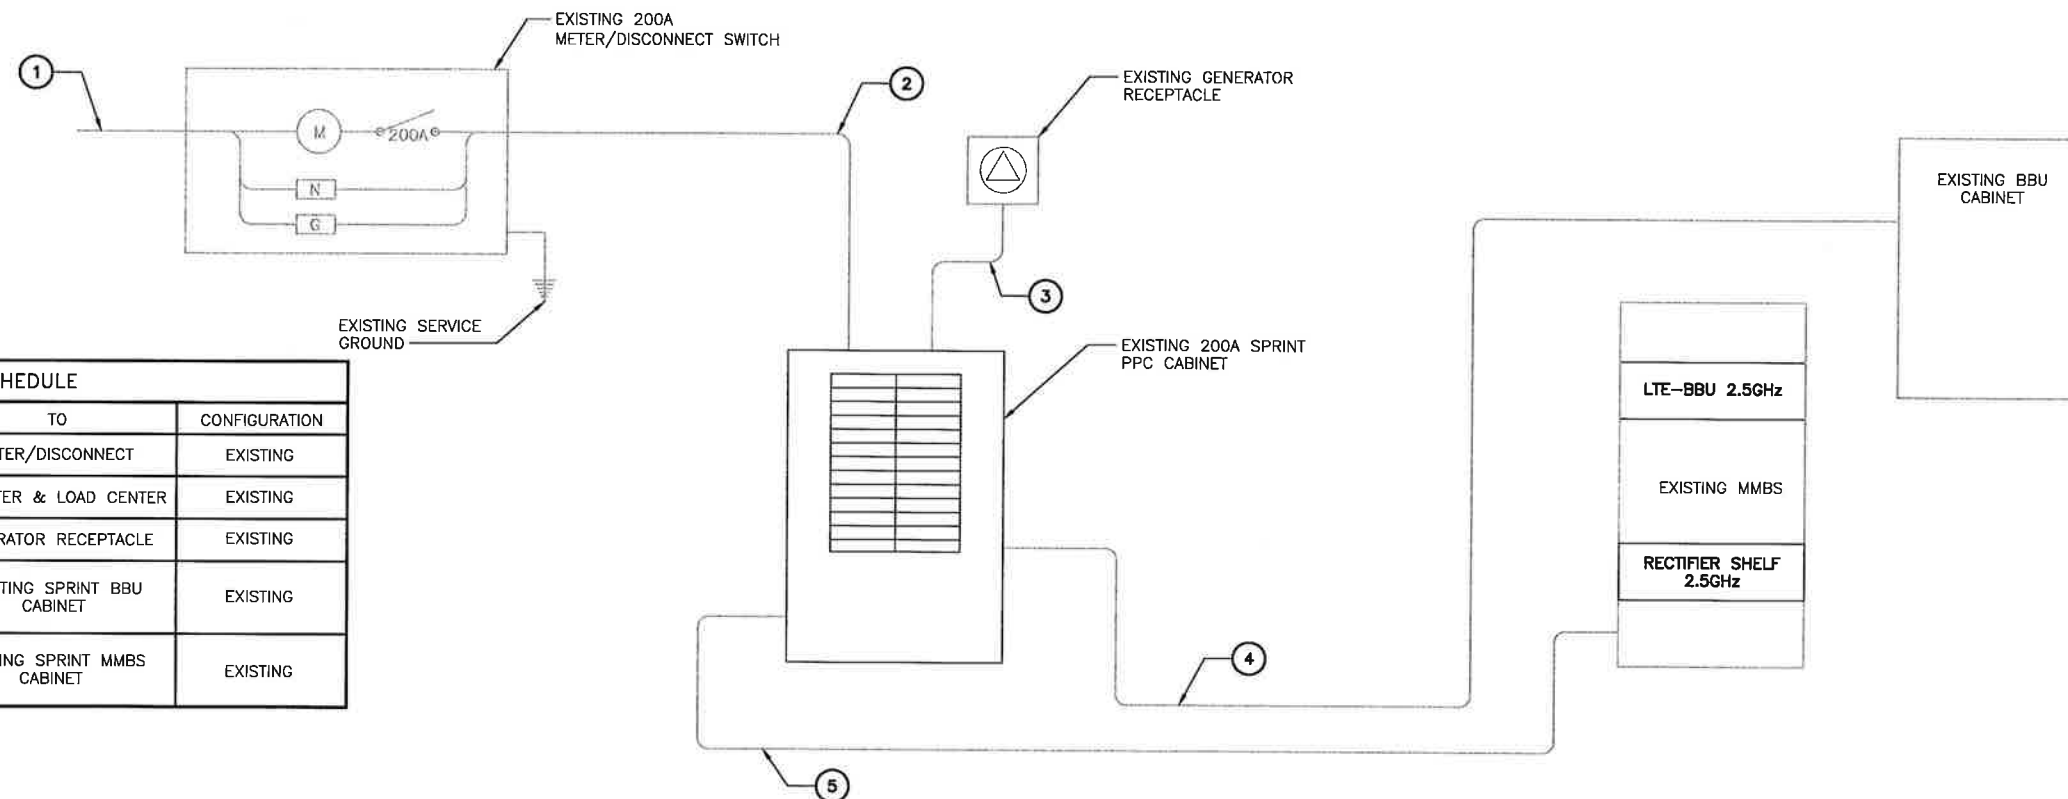 EXISTING 200A
METER/DISCONNECT SWITCH
1
2
EXISTING GENERATOR
RECEPTACLE
M
200A
N
G
EXISTING BBU
CABINET
3
EXISTING SERVICE
GROUND
EXISTING 200A SPRINT
PPC CABINET
HEDULE
TO
CONFIGURATION
TER/DISCONNECT
EXISTING
TER & LOAD CENTER
EXISTING
RATOR RECEPTACLE
EXISTING
TING SPRINT BBU
CABINET
EXISTING
ING SPRINT MMBS
CABINET
EXISTING
LTE-BBU 2.5GHz
EXISTING MMBS
RECTIFIER SHELF
2.5GHz
4
5